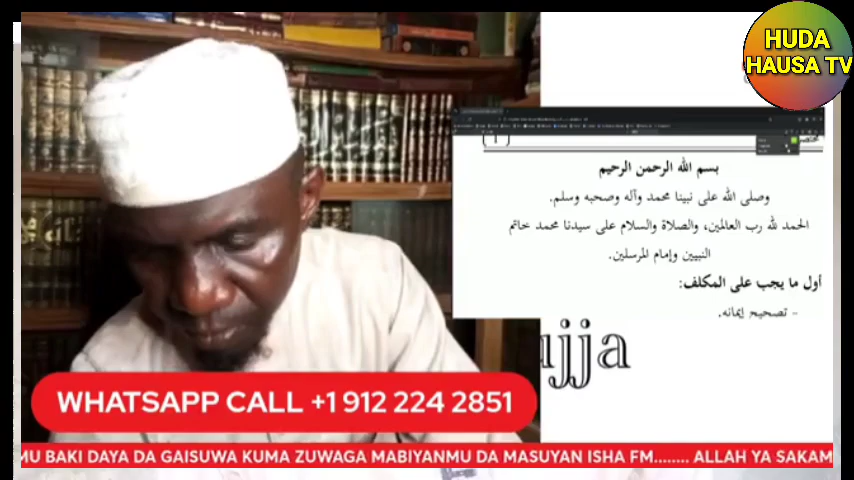 HUDA
HAUSA TV
بسم الله الرحمن الرحيم
وصلى الله على نبينا محمد وآله وصحبه وسلم.
الحمد لله رب العالمين، والصلاة والسلام على سيدنا محمد خاتم
النبيين وإمام المرسلين.
أول ما يجب على المكلف:
- تصحيح إيمانه.
ujja
WHATSAPP CALL +1 912 224 2851
MU BAKI DAYA DA GAISUWA KUMA ZUWAGA MABIYANMU DA MASUYAN ISHA FM........ ALLAH YA SAKAM